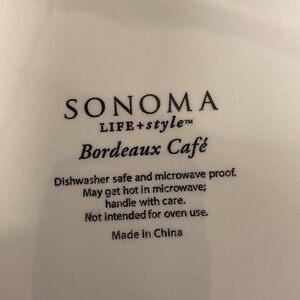 SONOMA
LIFE+style™
Bordeaux Café
Dishwasher safe and microwave proof.
May get hot in microwave;
handle with care.
Not intended for oven use.
Made in China